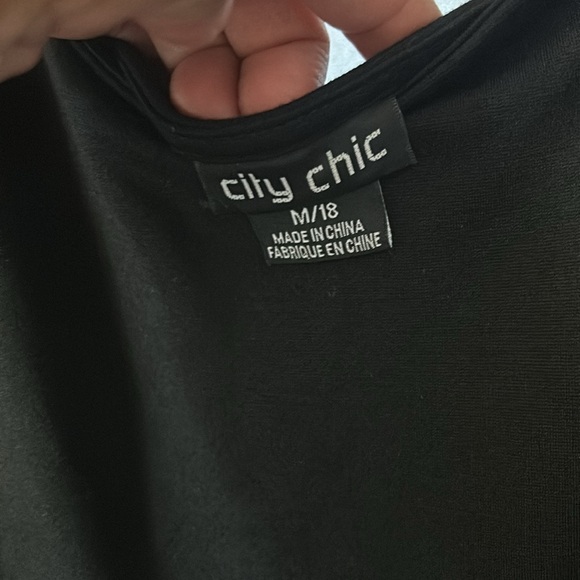 city chic
M/18
MADE IN CHINA
FABRIQUE EN CHINE